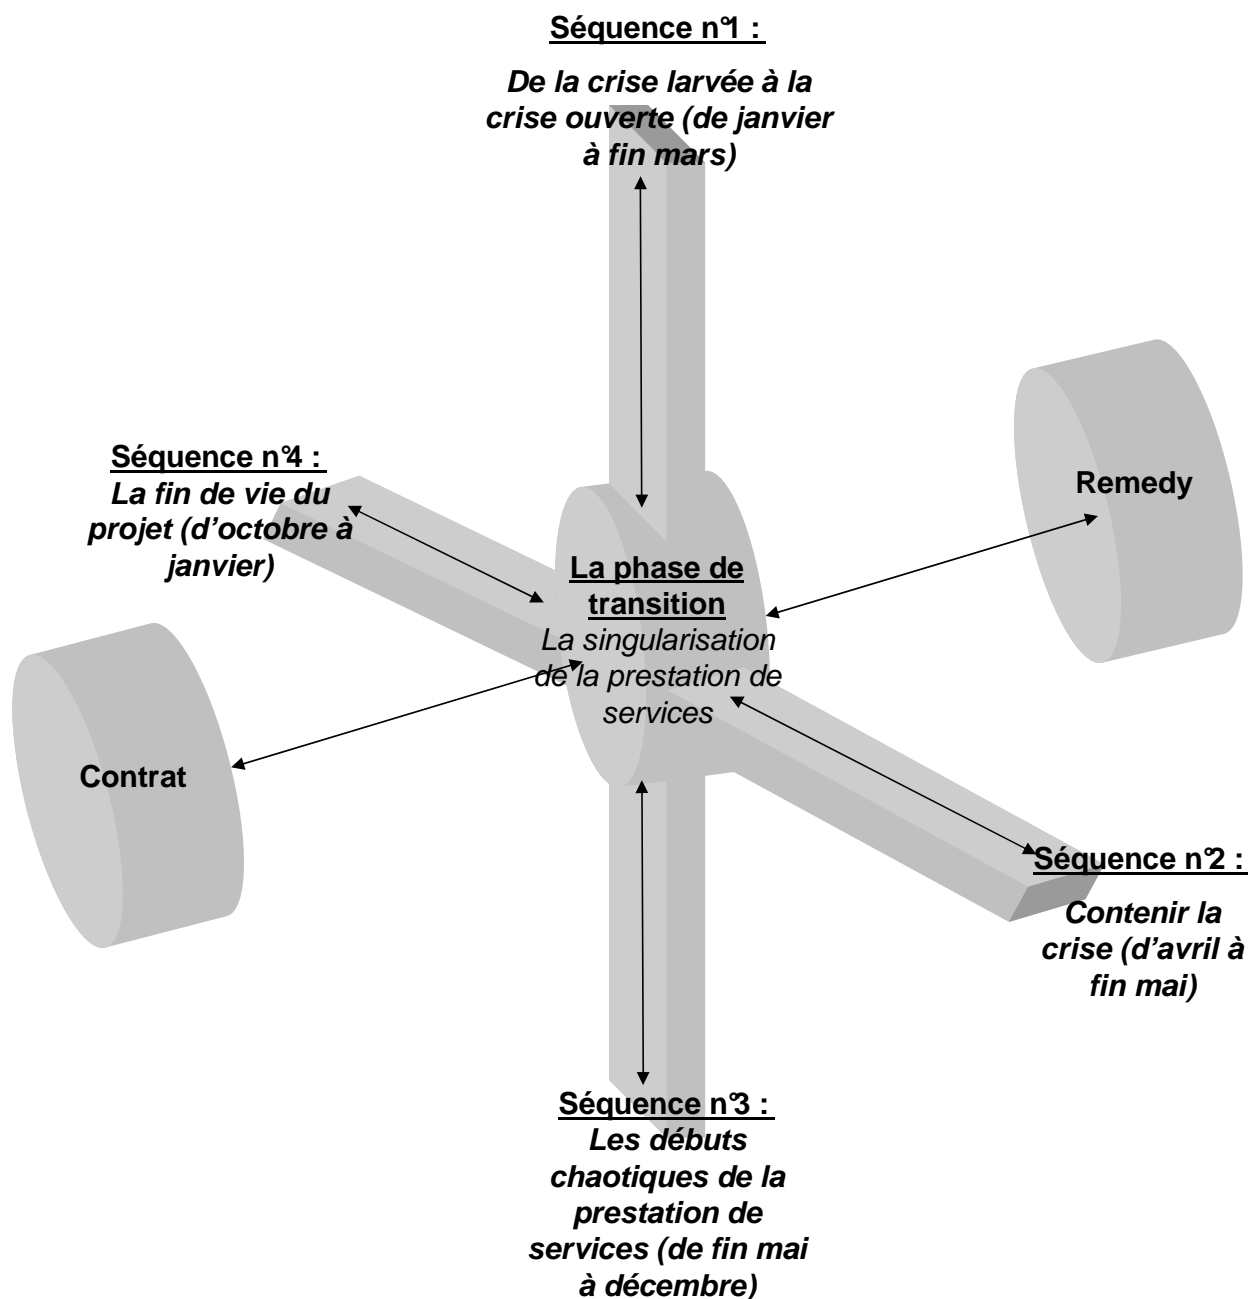 Séquence n°1 :
De la crise larvée à la
crise ouverte (de janvier
à fin mars)
Remedy
Séquence n°4 :
La fin de vie du
projet (d’octobre à
janvier)
La phase de
transition
La singularisation
de la prestation de
services
Contrat
Séquence n°2 :
Contenir la
crise (d’avril à
fin mai)
Séquence n°3 :
Les débuts
chaotiques de la
prestation de
services (de fin mai
à décembre)